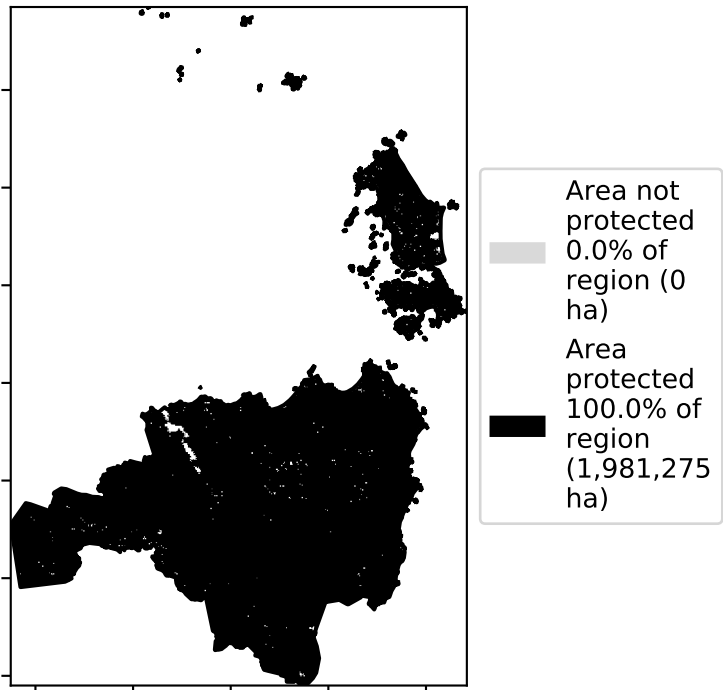 Area not
protected
0.0% of
region (0
ha)
Area
protected
100.0% of
region
(1,981,275
ha)